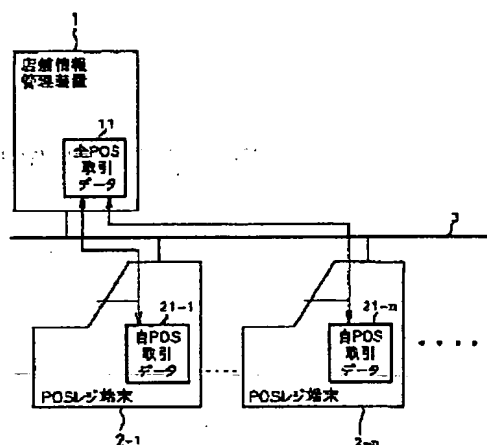 1
店舗情報
管理装置
11
全POS
取引
データ
3
21-1
自POS
取引
データ
POSレジ端末
2-1
21-n
自POS
取引
データ
POSレジ端末
2-n